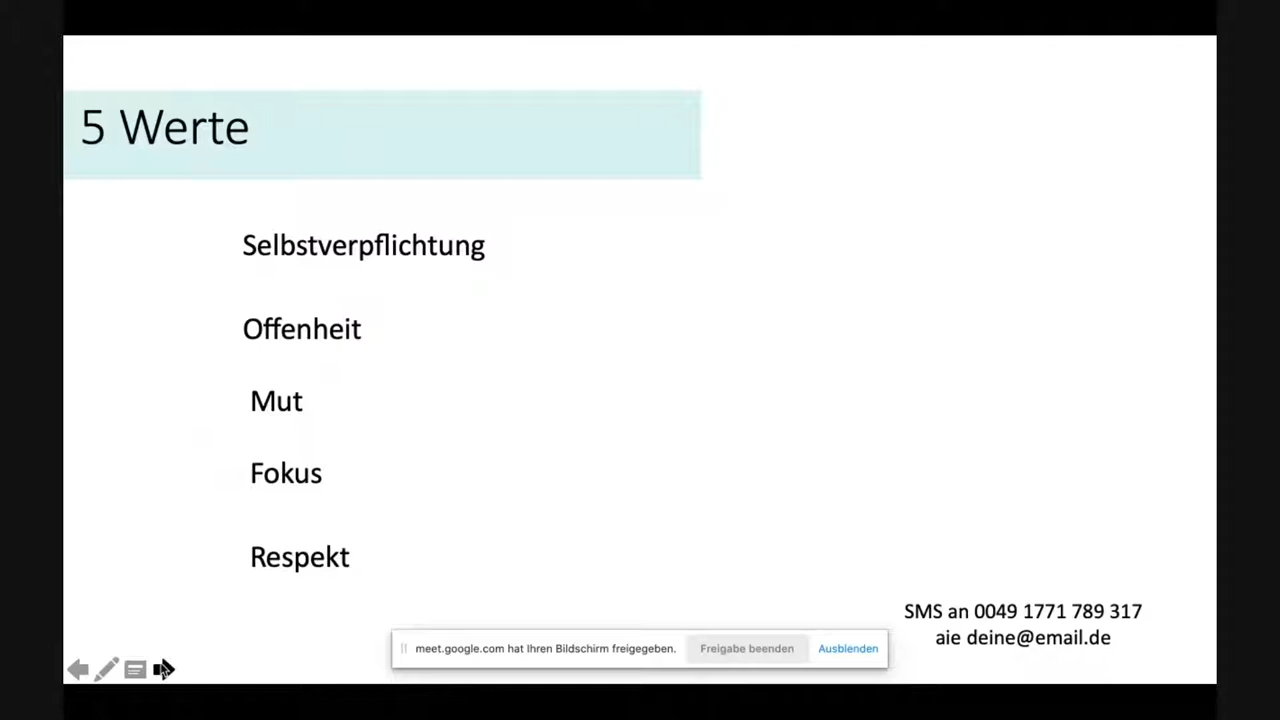 5 Werte
Selbstverpflichtung
Offenheit
Mut
Fokus
Respekt
SMS an 0049 1771 789 317
aie deine@email.de
meet.google.com hat Ihren Bildschirm freigegeben. Freigabe beenden Ausblenden